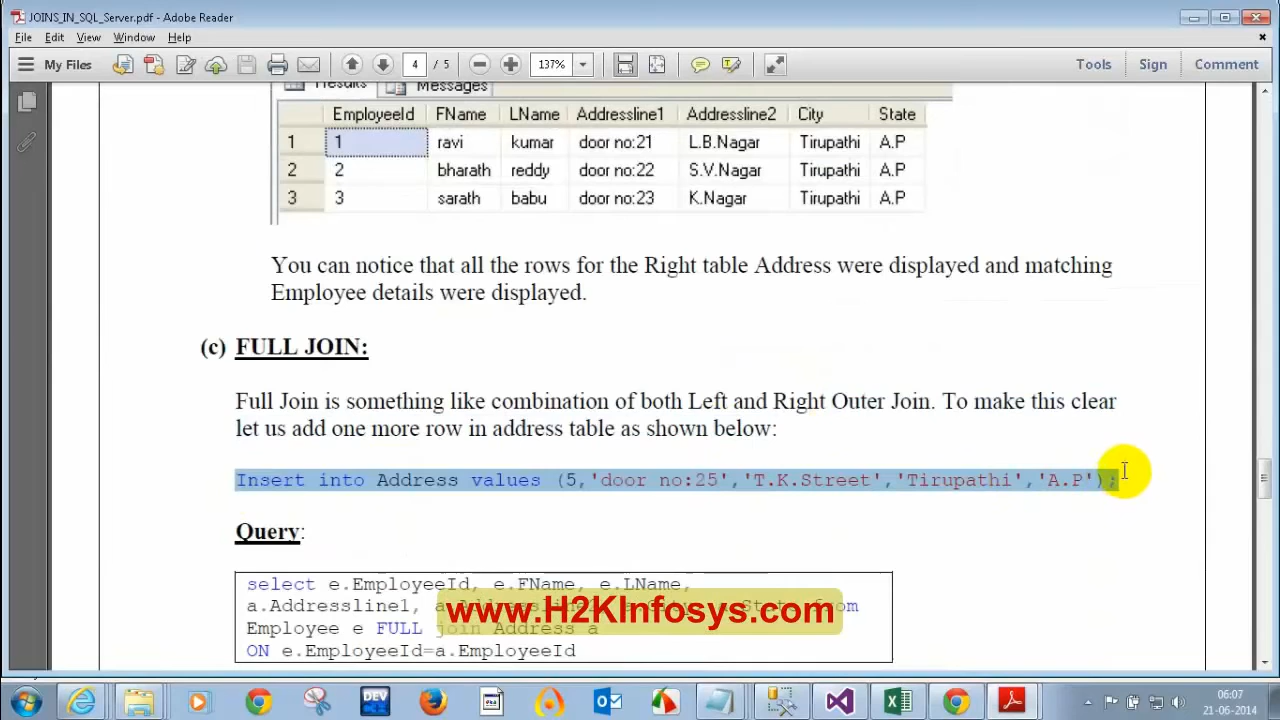 JOINS_IN_SQL_Server.pdf - Adobe Reader
File Edit View Window Help
My Files 4 / 5 137% Tools Sign Comment
Results Messages
EmployeeId FName LName Addressline1 Addressline2 City State
1 1 ravi kumar door no:21 L.B.Nagar Tirupathi A.P
2 2 bharath reddy door no:22 S.V.Nagar Tirupathi A.P
3 3 sarath babu door no:23 K.Nagar Tirupathi A.P
You can notice that all the rows for the Right table Address were displayed and matching
Employee details were displayed.
(c) FULL JOIN:
Full Join is something like combination of both Left and Right Outer Join. To make this clear
let us add one more row in address table as shown below:
Insert into Address values (5,'door no:25','T.K.Street','Tirupathi','A.P');
Query:
select e.EmployeeId, e.FName, e.LName,
a.Addressline1,
www.H2KInfosys.com
Employee e FULL join Address a
ON e.EmployeeId=a.EmployeeId
DEV
06:07
21-06-2014